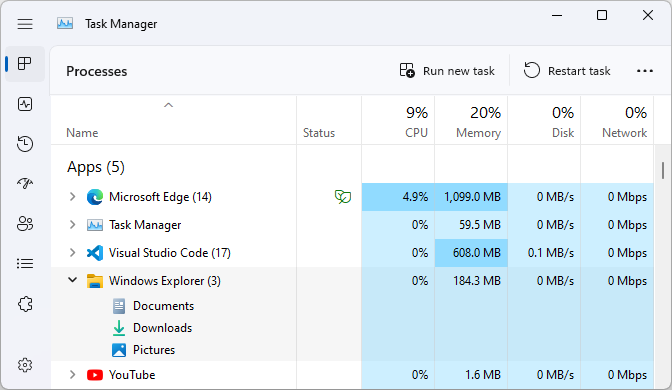 Task Manager
Processes Run new task Restart task
9% 20% 0% 0%
Name Status CPU Memory Disk Network
Apps (5)
Microsoft Edge (14) 4.9% 1,099.0 MB 0 MB/s 0 Mbps
Task Manager 0% 59.5 MB 0 MB/s 0 Mbps
Visual Studio Code (17) 0% 608.0 MB 0.1 MB/s 0 Mbps
Windows Explorer (3) 0% 184.3 MB 0 MB/s 0 Mbps
Documents
Downloads
Pictures
YouTube 0% 1.6 MB 0 MB/s 0 Mbps